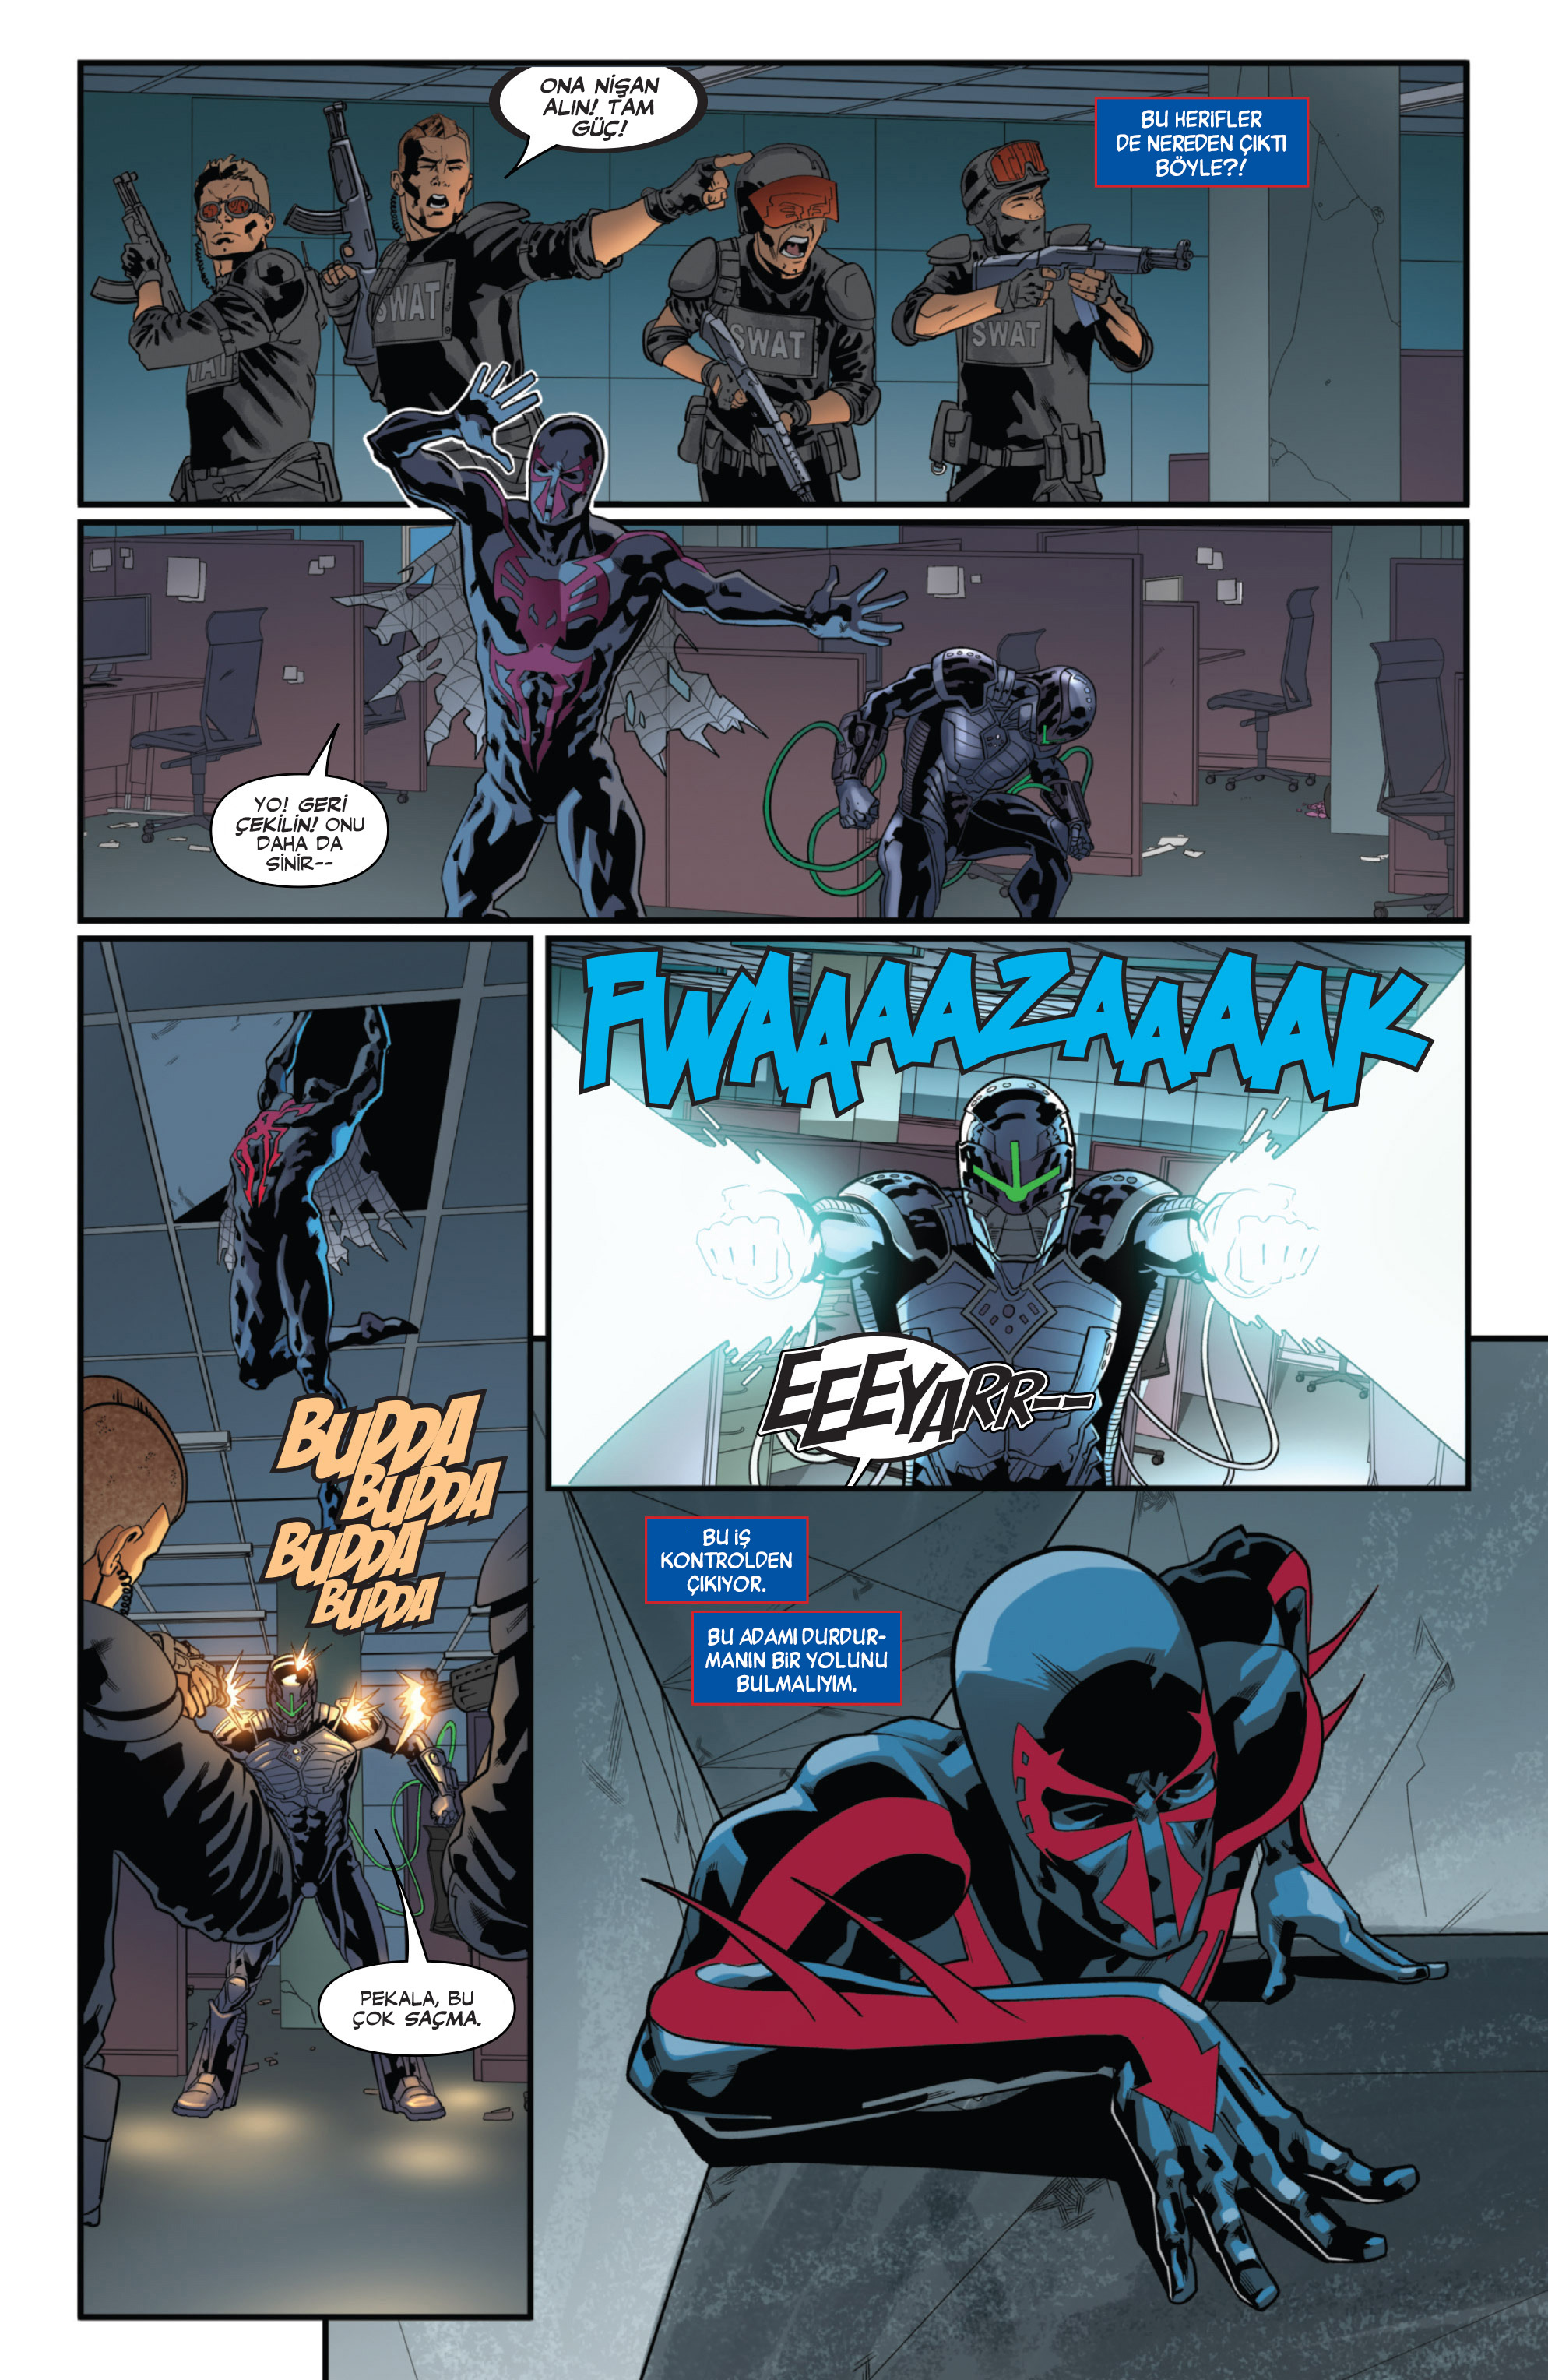 ONA NİŞAN
ALIN! TAM
GÜÇ!
BU HERİFLER
DE NEREDEN ÇIKTI
BÖYLE?!
SWAT
SWAT
SWAT
YO! GERİ
ÇEKİLİN! ONU
DAHA DA
SİNİR--
BUDDA
BUDDA
BUDDA
BUDDA
PEKALA, BU
ÇOK SAÇMA.
FWAAAAAZAAAAAK
EEEYARR--
BU İŞ
KONTROLDEN
ÇIKIYOR.
BU ADAMI DURDUR-
MANIN BİR YOLUNU
BULMALIYIM.